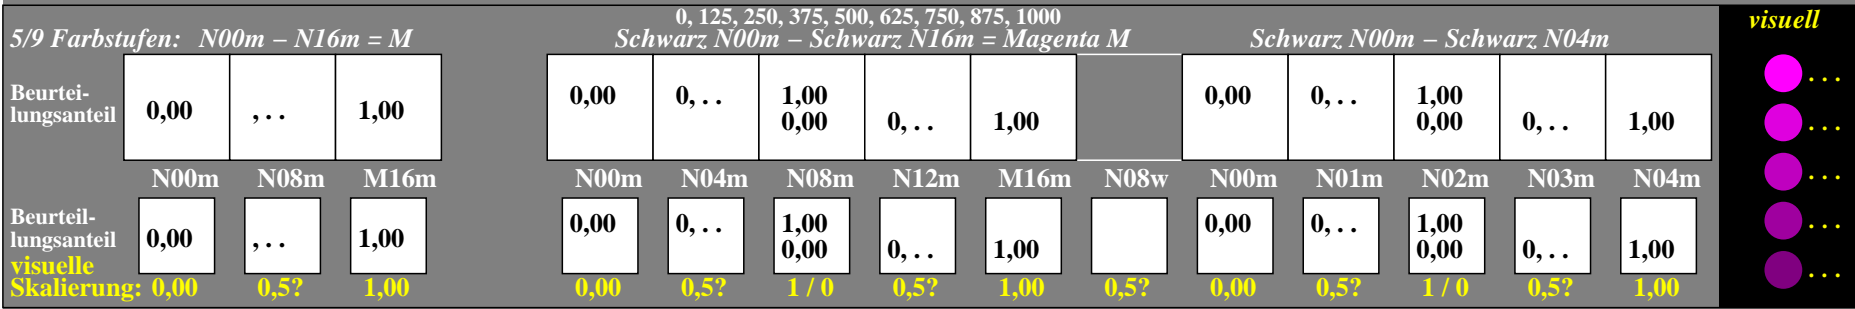 0, 125, 250, 375, 500, 625, 750, 875, 1000
visuell
5/9 Farbstufen: N00m – N16m = M
Schwarz N00m – Schwarz N16m = Magenta M
Schwarz N00m – Schwarz N04m
Beurtei-
lungsanteil
0,00 , . . 1,00
0,00 0, . . 1,00
0,00 0, . . 1,00
0,00 0, . . 1,00
0,00 0, . . 1,00
. . .
. . .
N00m N08m M16m N00m N04m N08m N12m M16m N08w N00m N01m N02m N03m N04m
. . .
Beurteil-
lungsanteil
0,00 , . . 1,00
0,00 0, . . 1,00
0,00 0, . . 1,00
0,00 0, . . 1,00
0,00 0, . . 1,00
. . .
visuelle
Skalierung: 0,00 0,5? 1,00 0,00 0,5? 1 / 0 0,5? 1,00 0,5? 0,00 0,5? 1 / 0 0,5? 1,00
. . .